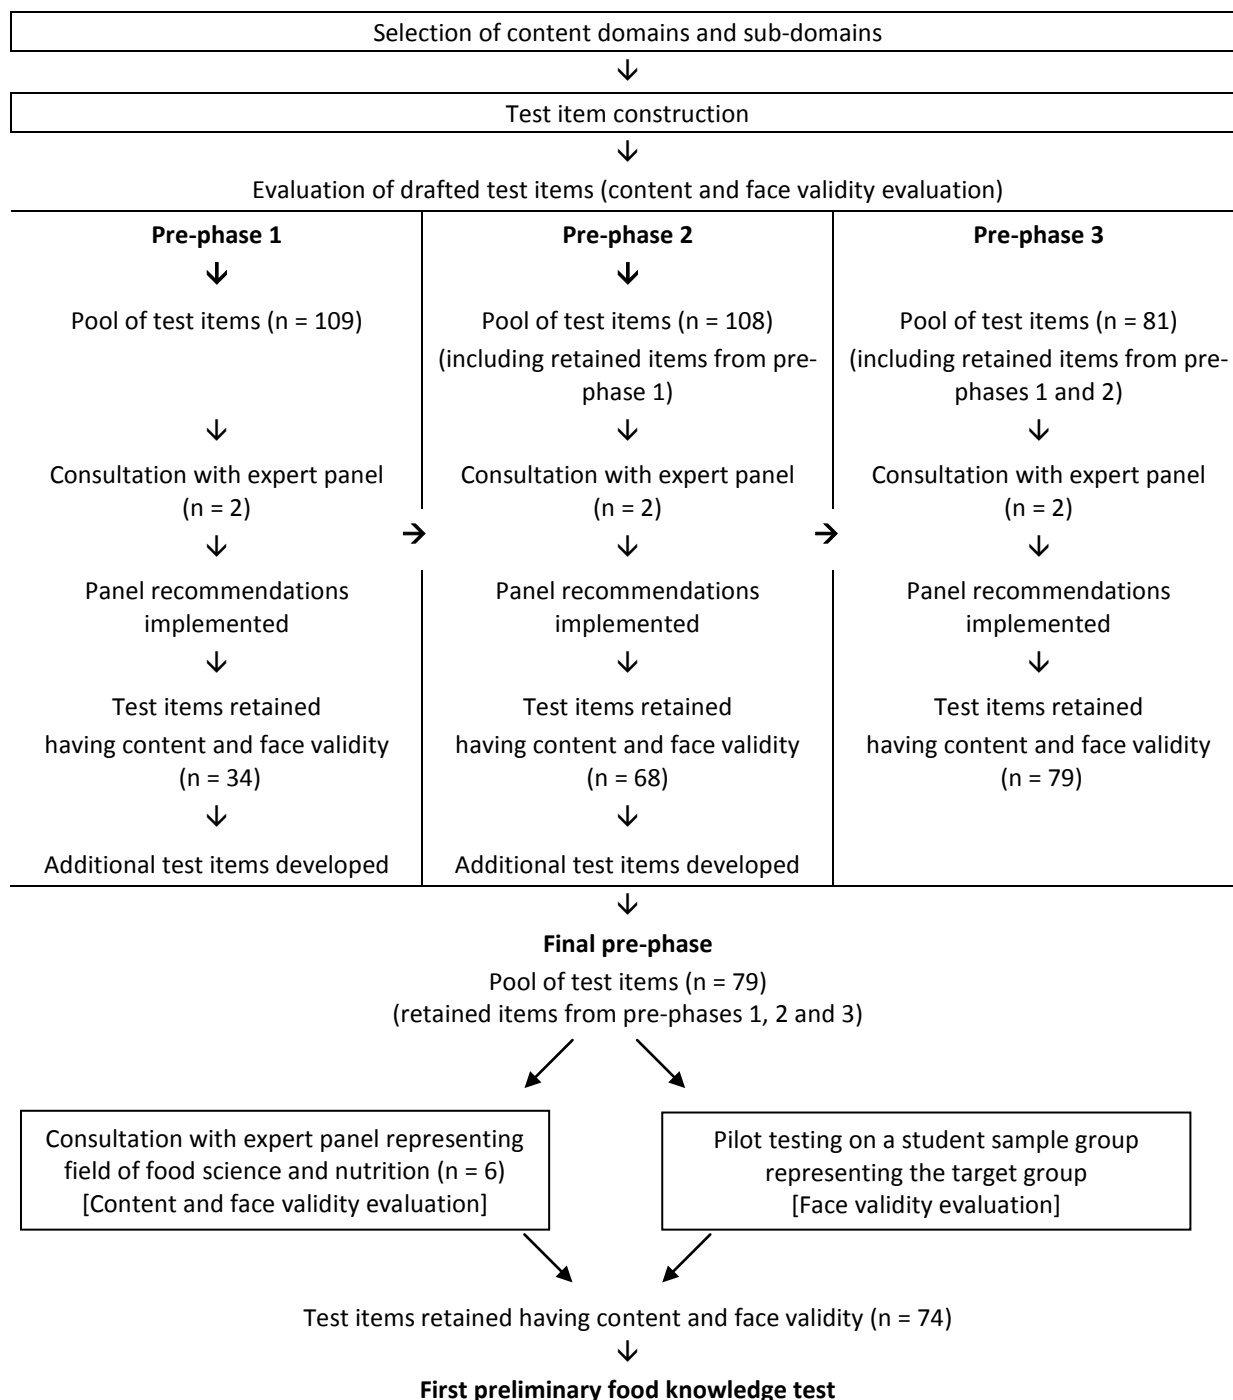 Selection of content domains and sub-domains
Test item construction
Evaluation of drafted test items (content and face validity evaluation)
Pre-phase 1
Pool of test items (n = 109)
Consultation with expert panel
(n = 2)
Panel recommendations
implemented
Test items retained
having content and face validity
(n = 34)
Additional test items developed
Pre-phase 2
Pool of test items (n = 108)
(including retained items from pre-
phase 1)
Consultation with expert panel
(n = 2)
Panel recommendations
implemented
Test items retained
having content and face validity
(n = 68)
Additional test items developed
Pre-phase 3
Pool of test items (n = 81)
(including retained items from pre-
phases 1 and 2)
Consultation with expert panel
(n = 2)
Panel recommendations
implemented
Test items retained
having content and face validity
(n = 79)
Final pre-phase
Pool of test items (n = 79)
(retained items from pre-phases 1, 2 and 3)
Consultation with expert panel representing
field of food science and nutrition (n = 6)
[Content and face validity evaluation]
Pilot testing on a student sample group
representing the target group
[Face validity evaluation]
Test items retained having content and face validity (n = 74)
First preliminary food knowledge test